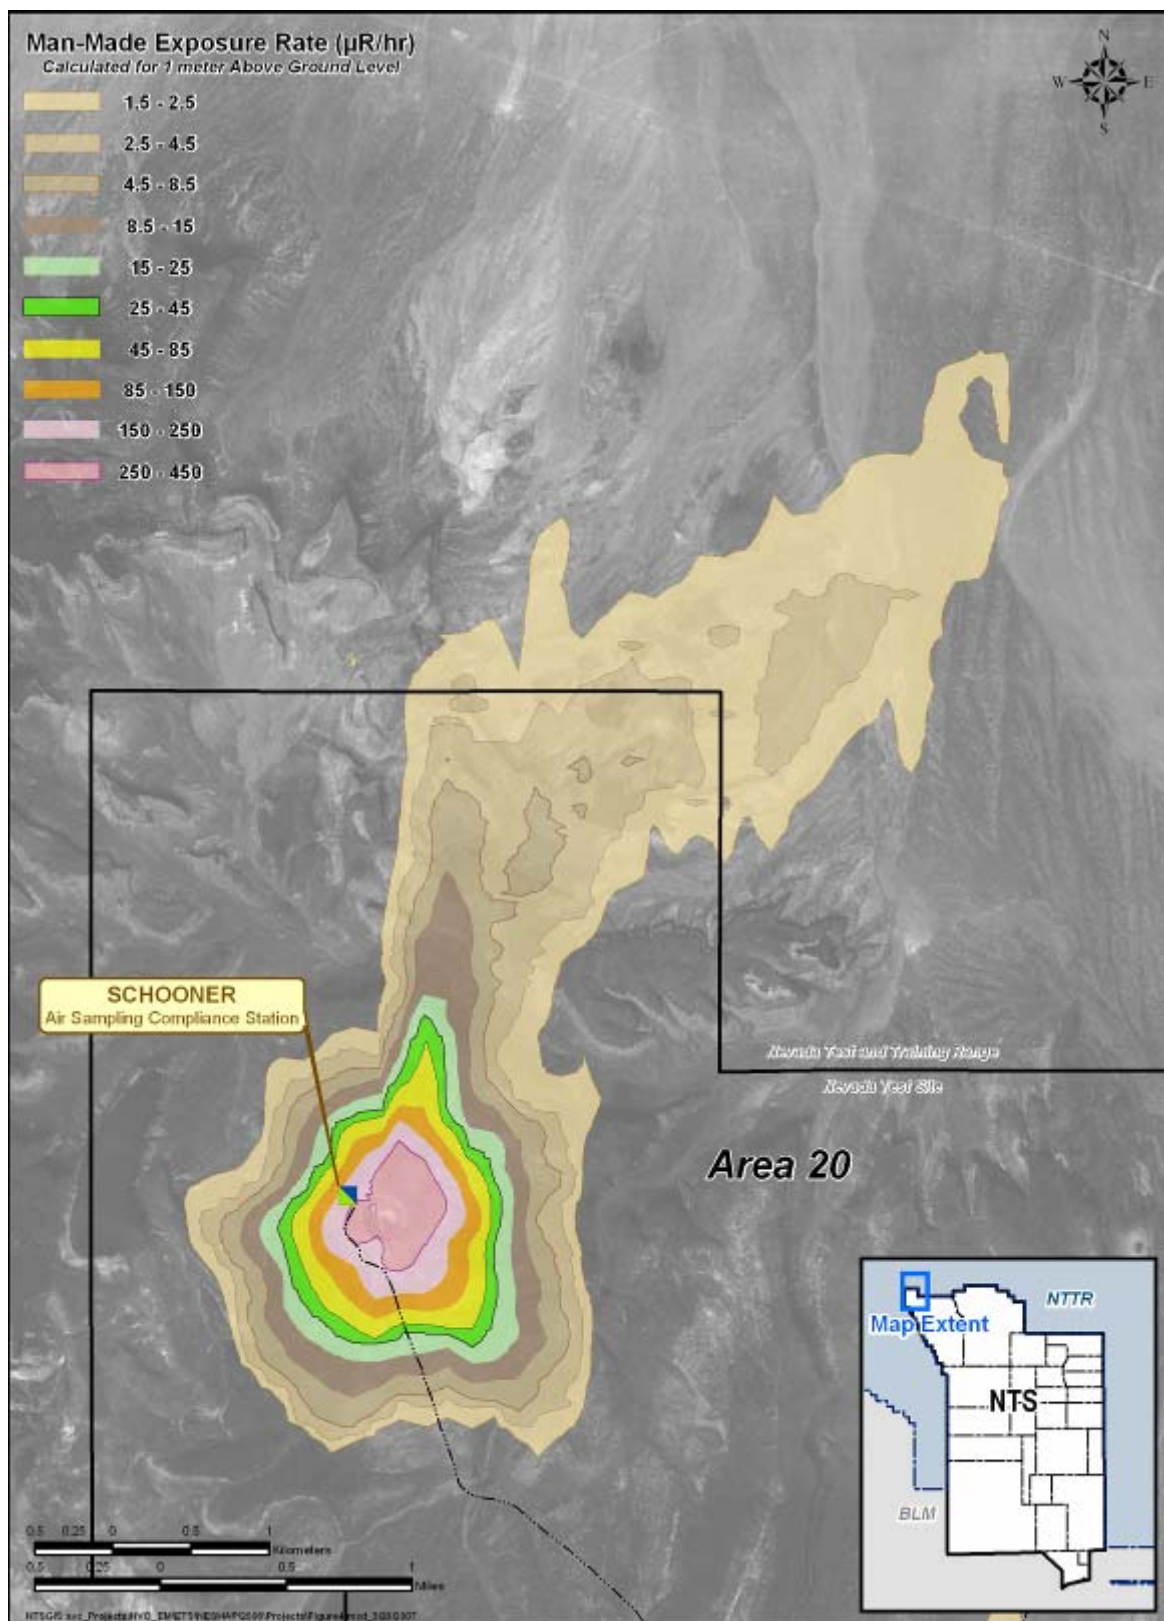 Man-Made Exposure Rate (µR/hr)
Calculated for 1 meter Above Ground Level
1.5 - 2.5
2.5 - 4.5
4.5 - 8.5
8.5 - 15
15 - 25
25 - 45
45 - 85
85 - 150
150 - 250
250 - 450
N
W E
S
SCHOONER
Air Sampling Compliance Station
Nevada Test and Training Range
Nevada Test Site
Area 20
NTTR
Map Extent
NTS
BLM
0.5 0.25 0 0.5 1
Kilometers
0.5 0.25 0 0.5 1
Miles